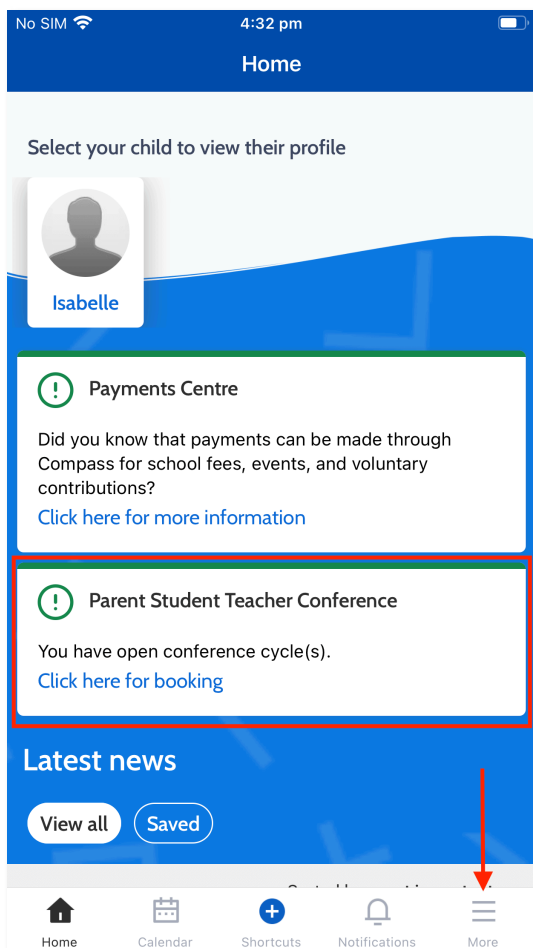 No SIM 4:32 pm
Home
Select your child to view their profile
Isabelle
Payments Centre
Did you know that payments can be made through
Compass for school fees, events, and voluntary
contributions?
Click here for more information
Parent Student Teacher Conference
You have open conference cycle(s).
Click here for booking
Latest news
View all Saved
Home Calendar Shortcuts Notifications More